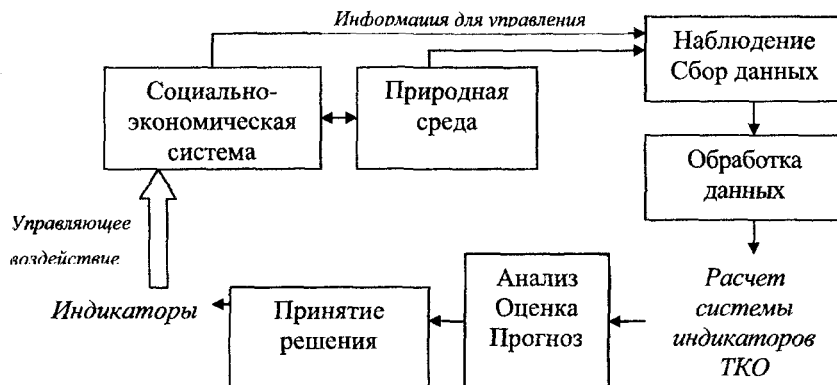 Информация для управления
Социально-
экономическая
система
Природная
среда
Наблюдение
Сбор данных
Обработка
данных
Управляющее
воздействие
Индикаторы
Принятие
решения
Анализ
Оценка
Прогноз
Расчет
системы
индикаторов
ТКО